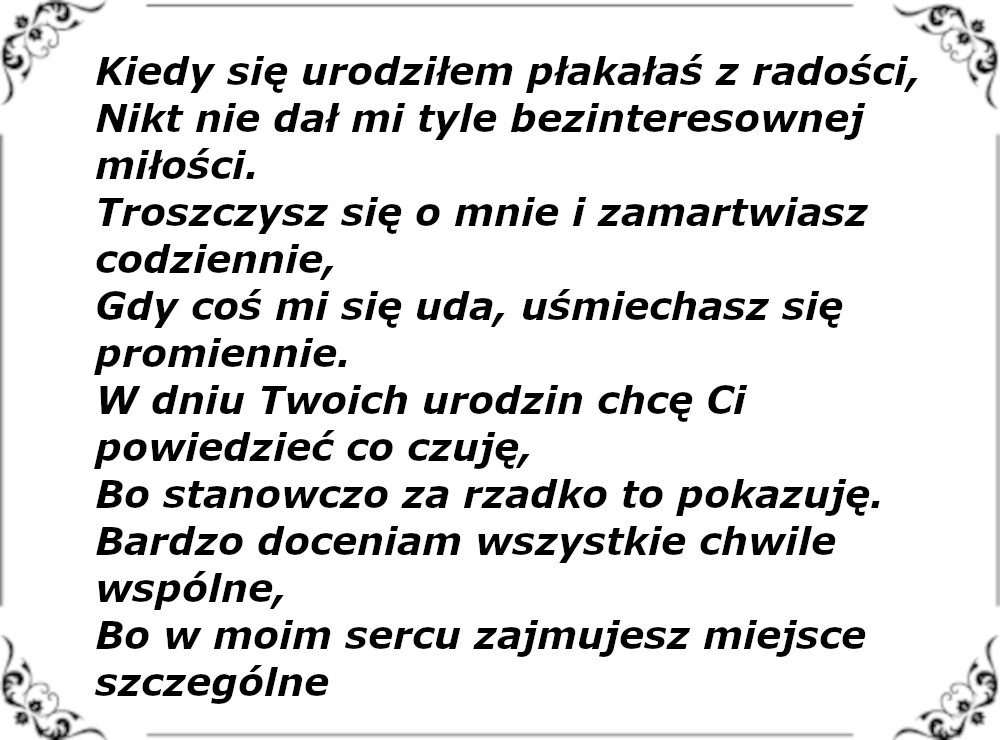 Kiedy się urodziłem płakałaś z radości,
Nikt nie dał mi tyle bezinteresownej
miłości.
Troszczysz się o mnie i zamartwiasz
codziennie,
Gdy coś mi się uda, uśmiechasz się
promiennie.
W dniu Twoich urodzin chcę Ci
powiedzieć co czuję,
Bo stanowczo za rzadko to pokazuję.
Bardzo doceniam wszystkie chwile
wspólne,
Bo w moim sercu zajmujesz miejsce
szczególne